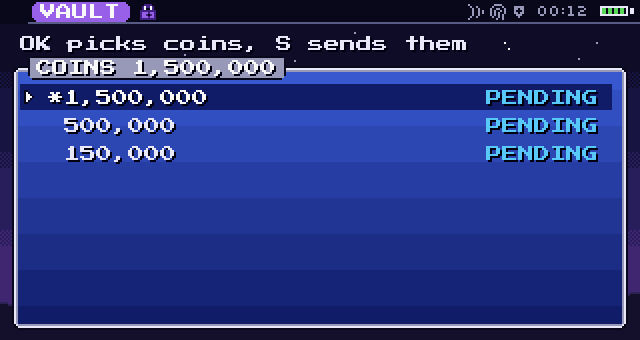 VAULT 00:12
OK picks coins, S sends them
COINS 1,500,000
*1,500,000 PENDING
500,000 PENDING
150,000 PENDING